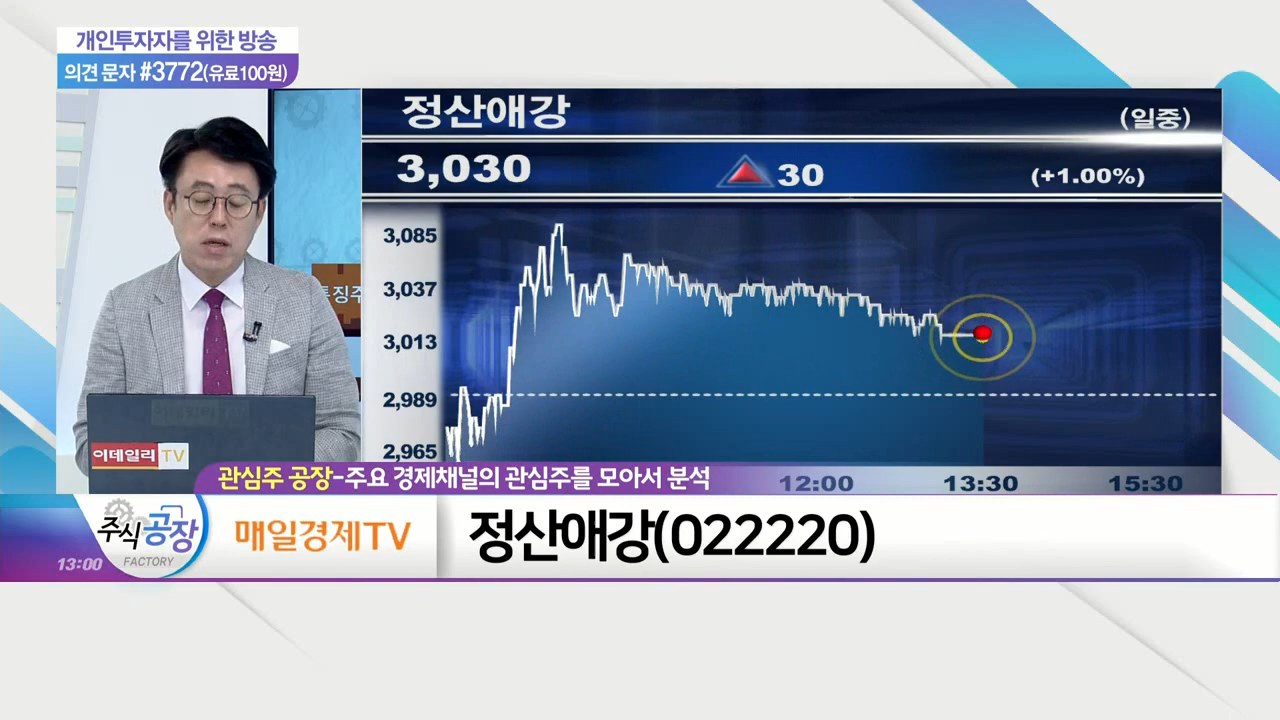 개인투자자를 위한 방송
의견 문자 #3772(유료100원)
정산애강
(일중)
3,030
30
(+1.00%)
3,085
3,037
3,013
2,989
2,965
12:00
13:30
15:30
특징주
이데일리 TV
관심주 공장-주요 경제채널의 관심주를 모아서 분석
주식공장
FACTORY
13:00
매일경제TV
정산애강(022220)